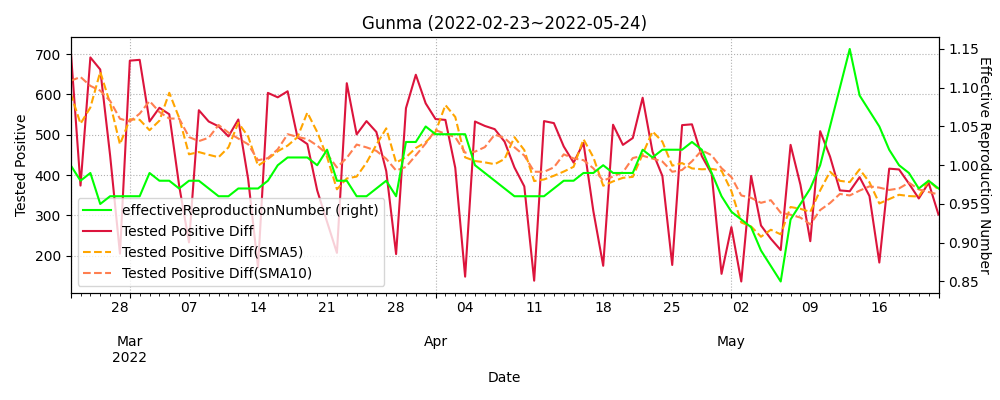 Gunma (2022-02-23~2022-05-24)
700
600
500
400
300
200
Tested Positive
1.15
1.10
1.05
1.00
0.95
0.90
0.85
Effective Reproduction Number
effectiveReproductionNumber (right)
Tested Positive Diff
Tested Positive Diff(SMA5)
Tested Positive Diff(SMA10)
28 07 14 21 28 04 11 18 25 02 09 16
Mar Apr May
2022
Date